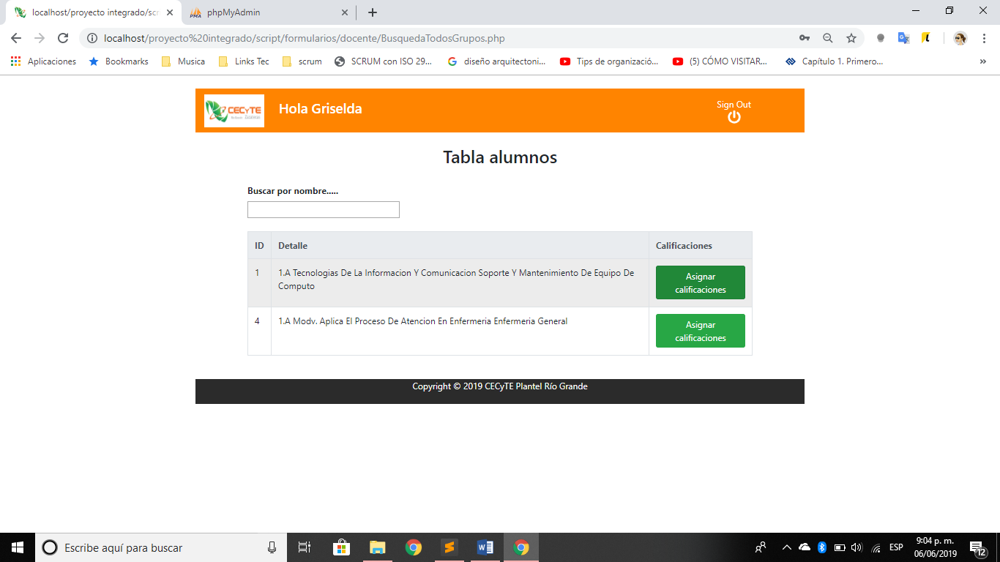 localhost/proyecto integrado/scr
phpMyAdmin
localhost/proyecto%20integrado/script/formularios/docente/BusquedaTodosGrupos.php
Aplicaciones
Bookmarks
Musica
Links Tec
scrum
SCRUM con ISO 29...
diseño arquitectoni...
Tips de organizació...
(5) CÓMO VISITAR...
Capítulo 1. Primero...
»
CECyTE
Hola Griselda
Sign Out
Tabla alumnos
Buscar por nombre.....
ID Detalle Calificaciones
1 1.A Tecnologias De La Informacion Y Comunicacion Soporte Y Mantenimiento De Equipo De
Computo
Asignar
calificaciones
4 1.A Modv. Aplica El Proceso De Atencion En Enfermeria Enfermeria General
Asignar
calificaciones
Copyright © 2019 CECyTE Plantel Río Grande
Escribe aquí para buscar
ESP
9:04 p. m.
06/06/2019
12